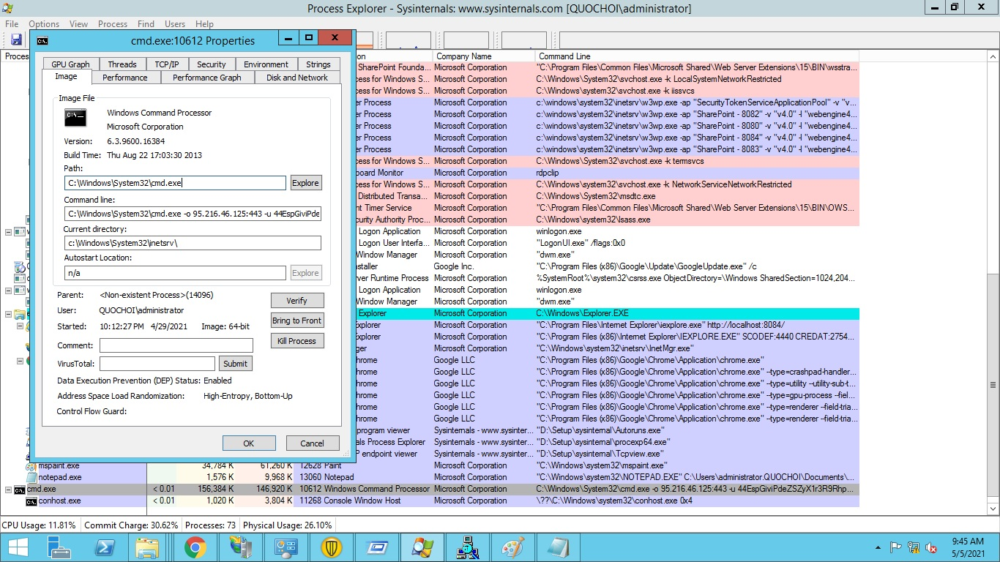 Process Explorer - Sysinternals: www.sysinternals.com [QUOCHOI\administrator]
File Options View Process Find Users Help
cmd.exe:10612 Properties
GPU Graph Threads TCP/IP Security Environment Strings
Image Performance Performance Graph Disk and Network
Image File
Windows Command Processor
Microsoft Corporation
Version: 6.3.9600.16384
Build Time: Thu Aug 22 17:03:30 2013
Path:
C:\Windows\System32\cmd.exe Explore
Command line:
C:\Windows\System32\cmd.exe -o 95.216.46.125:443 -u 44EspGiviPde
Current directory:
c:\Windows\System32\inetsrv\
Autostart Location:
n/a Explore
Parent: <Non-existent Process>(14096)
User: QUOCHOI\administrator
Started: 10:12:27 PM 4/29/2021 Image: 64-bit
Comment:
VirusTotal: Submit
Verify
Bring to Front
Kill Process
Data Execution Prevention (DEP) Status: Enabled
Address Space Load Randomization: High-Entropy, Bottom-Up
Control Flow Guard:
OK Cancel
Proces on Company Name Command Line
SharePoint Founda... Microsoft Corporation "C:\Program Files\Common Files\Microsoft Shared\Web Server Extensions\15\BIN\wsstra...
cess for Windows S... Microsoft Corporation C:\Windows\System32\svchost.exe -k LocalSystemNetworkRestricted
cess for Windows S... Microsoft Corporation C:\Windows\system32\svchost.exe -k iissvcs
er Process Microsoft Corporation c:\windows\system32\inetsrv\w3wp.exe -ap "SecurityTokenServiceApplicationPool" -v "v...
er Process Microsoft Corporation c:\windows\system32\inetsrv\w3wp.exe -ap "SharePoint - 8082" -v "v4.0" -l "webengine4...
er Process Microsoft Corporation c:\windows\system32\inetsrv\w3wp.exe -ap "SharePoint - 8080" -v "v4.0" -l "webengine4...
er Process Microsoft Corporation c:\windows\system32\inetsrv\w3wp.exe -ap "SharePoint - 8084" -v "v4.0" -l "webengine4...
er Process Microsoft Corporation c:\windows\system32\inetsrv\w3wp.exe -ap "SharePoint - 8083" -v "v4.0" -l "webengine4...
cess for Windows S... Microsoft Corporation C:\Windows\System32\svchost.exe -k termsvcs
board Monitor Microsoft Corporation rdpclip
cess for Windows S... Microsoft Corporation C:\Windows\system32\svchost.exe -k NetworkServiceNetworkRestricted
Distributed Transa... Microsoft Corporation C:\Windows\System32\msdtc.exe
nt Timer Service Microsoft Corporation "C:\Program Files\Common Files\Microsoft Shared\Web Server Extensions\15\BIN\OWS...
curity Authority Proc... Microsoft Corporation C:\Windows\system32\lsass.exe
Logon Application Microsoft Corporation winlogon.exe
Logon User Interfa... Microsoft Corporation "LogonUI.exe" /flags:0x0
Window Manager Microsoft Corporation "dwm.exe"
staller Google Inc. "C:\Program Files (x86)\Google\Update\GoogleUpdate.exe" /c
rver Runtime Process Microsoft Corporation %SystemRoot%\system32\csrss.exe ObjectDirectory=\Windows SharedSection=1024,204...
Logon Application Microsoft Corporation winlogon.exe
Window Manager Microsoft Corporation "dwm.exe"
Explorer Microsoft Corporation C:\Windows\Explorer.EXE
xplorer Microsoft Corporation "C:\Program Files\Internet Explorer\iexplore.exe" http://localhost:8084/
xplorer Microsoft Corporation "C:\Program Files (x86)\Internet Explorer\IEXPLORE.EXE" SCODEF:4440 CREDAT:2754...
ger Microsoft Corporation "C:\Windows\system32\inetsrv\InetMgr.exe"
hrome Google LLC "C:\Program Files (x86)\Google\Chrome\Application\chrome.exe"
hrome Google LLC "C:\Program Files (x86)\Google\Chrome\Application\chrome.exe" --type=crashpad-handler...
hrome Google LLC "C:\Program Files (x86)\Google\Chrome\Application\chrome.exe" --type=utility --utility-sub-t...
hrome Google LLC "C:\Program Files (x86)\Google\Chrome\Application\chrome.exe" --type=gpu-process --fiel...
hrome Google LLC "C:\Program Files (x86)\Google\Chrome\Application\chrome.exe" --type=renderer --field-tria...
hrome Google LLC "C:\Program Files (x86)\Google\Chrome\Application\chrome.exe" --type=renderer --field-tria...
program viewer Sysinternals - www.sysinter... "D:\Setup\sysinternal\Autoruns.exe"
als Process Explorer Sysinternals - www.sysinter... "D:\Setup\sysinternal\procexp64.exe"
P endpoint viewer Sysinternals - www.sysinter... "D:\Setup\sysinternal\Tcpview.exe"
mspaint.exe 34,784 K 61,260 K 12628 Paint Microsoft Corporation "C:\Windows\system32\mspaint.exe"
notepad.exe 1,576 K 9,968 K 13060 Notepad Microsoft Corporation "C:\Windows\system32\NOTEPAD.EXE" C:\Users\administrator.QUOCHOI\Documents\...
cmd.exe < 0.01 156,384 K 146,920 K 10612 Windows Command Processor Microsoft Corporation C:\Windows\System32\cmd.exe -o 95.216.46.125:443 -u 44EspGiviPdeZSZyX1r3R9Rhp...
conhost.exe < 0.01 1,020 K 3,804 K 11268 Console Window Host Microsoft Corporation \??\C:\Windows\system32\conhost.exe 0x4
CPU Usage: 11.81% Commit Charge: 30.62% Processes: 73 Physical Usage: 26.10%
9:45 AM
5/5/2021